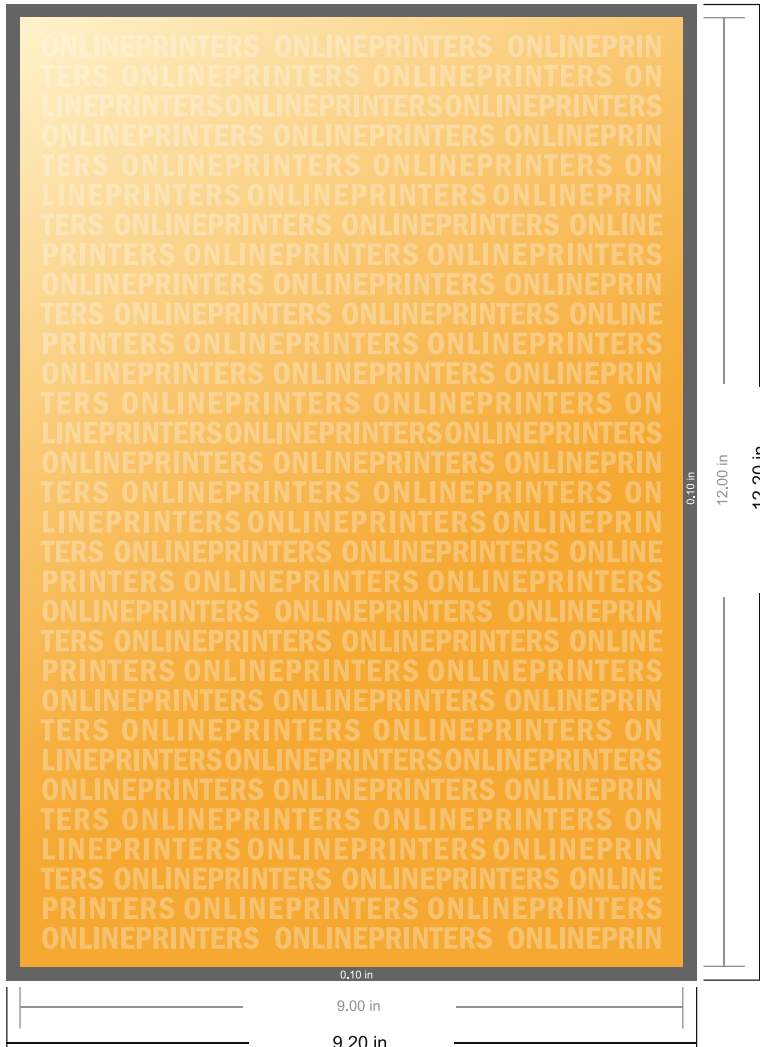 ONLINEPRINTERS ONLINEPRINTERS ONLINEPRIN
TERS ONLINEPRINTERS ONLINEPRINTERS ON
LINEPRINTERSONLINEPRINTERSONLINEPRINTERS
ONLINEPRINTERS ONLINEPRINTERS ONLINEPRIN
TERS ONLINEPRINTERS ONLINEPRINTERS ON
LINEPRINTERS ONLINEPRINTERS ONLINEPRIN
TERS ONLINEPRINTERS ONLINEPRINTERS ONLINE
PRINTERS ONLINEPRINTERS ONLINEPRINTERS
ONLINEPRINTERS ONLINEPRINTERS ONLINEPRIN
TERS ONLINEPRINTERS ONLINEPRINTERS ONLINE
PRINTERS ONLINEPRINTERS ONLINEPRINTERS
ONLINEPRINTERS ONLINEPRINTERS ONLINEPRIN
TERS ONLINEPRINTERS ONLINEPRINTERS ON
LINEPRINTERSONLINEPRINTERSONLINEPRINTERS
ONLINEPRINTERS ONLINEPRINTERS ONLINEPRIN
TERS ONLINEPRINTERS ONLINEPRINTERS ON
LINEPRINTERS ONLINEPRINTERS ONLINEPRIN
TERS ONLINEPRINTERS ONLINEPRINTERS ONLINE
PRINTERS ONLINEPRINTERS ONLINEPRINTERS
ONLINEPRINTERS ONLINEPRINTERS ONLINEPRIN
TERS ONLINEPRINTERS ONLINEPRINTERS ONLINE
PRINTERS ONLINEPRINTERS ONLINEPRINTERS
ONLINEPRINTERS ONLINEPRINTERS ONLINEPRIN
TERS ONLINEPRINTERS ONLINEPRINTERS ON
LINEPRINTERSONLINEPRINTERSONLINEPRINTERS
ONLINEPRINTERS ONLINEPRINTERS ONLINEPRIN
TERS ONLINEPRINTERS ONLINEPRINTERS ON
LINEPRINTERS ONLINEPRINTERS ONLINEPRIN
TERS ONLINEPRINTERS ONLINEPRINTERS ONLINE
PRINTERS ONLINEPRINTERS ONLINEPRINTERS
ONLINEPRINTERS ONLINEPRINTERS ONLINEPRIN
0.10 in
12.00 in
12.20 in
0.10 in
9.00 in
9.20 in